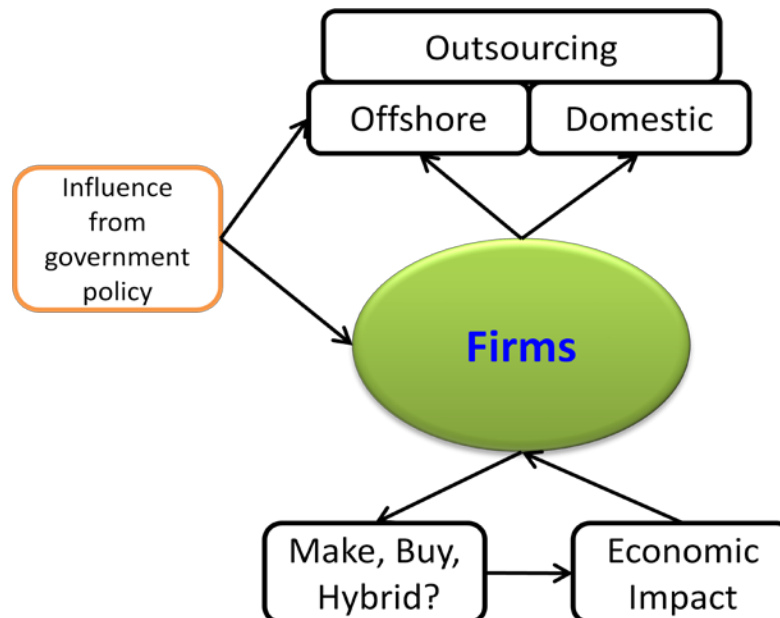 Outsourcing
Offshore
Domestic
Influence
from
government
policy
Firms
Make, Buy,
Hybrid?
Economic
Impact